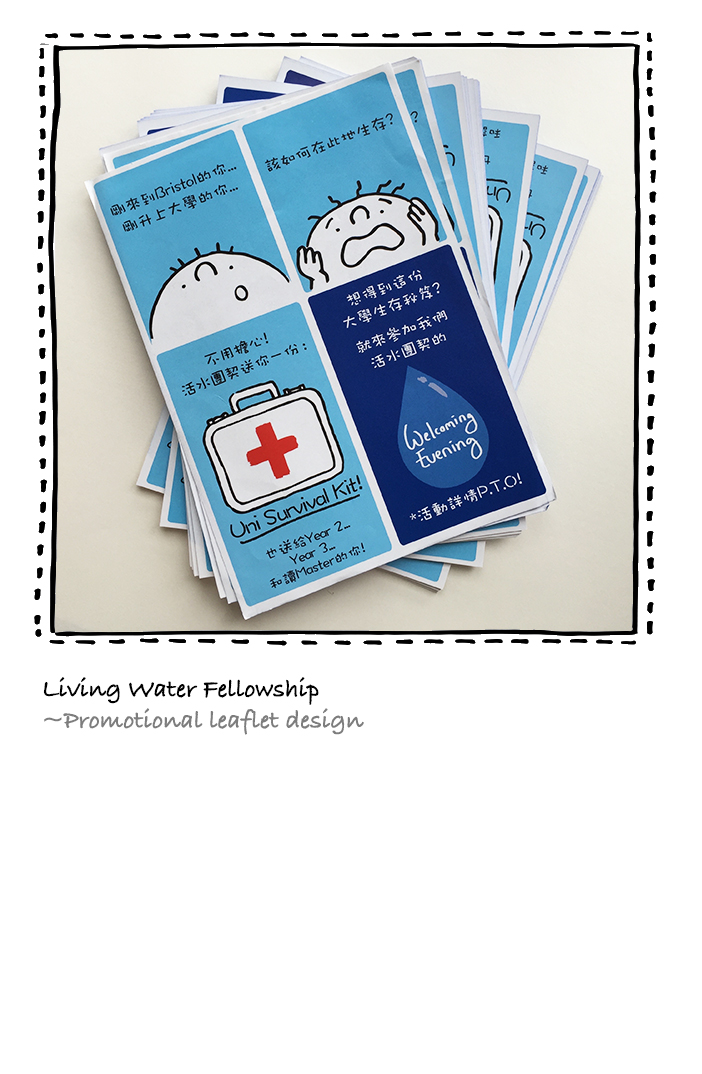 剛來到Bristol的你...
剛升上大學的你...
該如何在此地生存?
不用擔心!
活水團契送你一份:
Uni Survival Kit!
也送給Year 2...
Year 3...
和讀Master的你!
想得到這份
大學生存秘笈?
就來參加我們
活水團契的
Welcoming
Evening
*活動詳情P.T.O!
Living Water Fellowship
~Promotional leaflet design